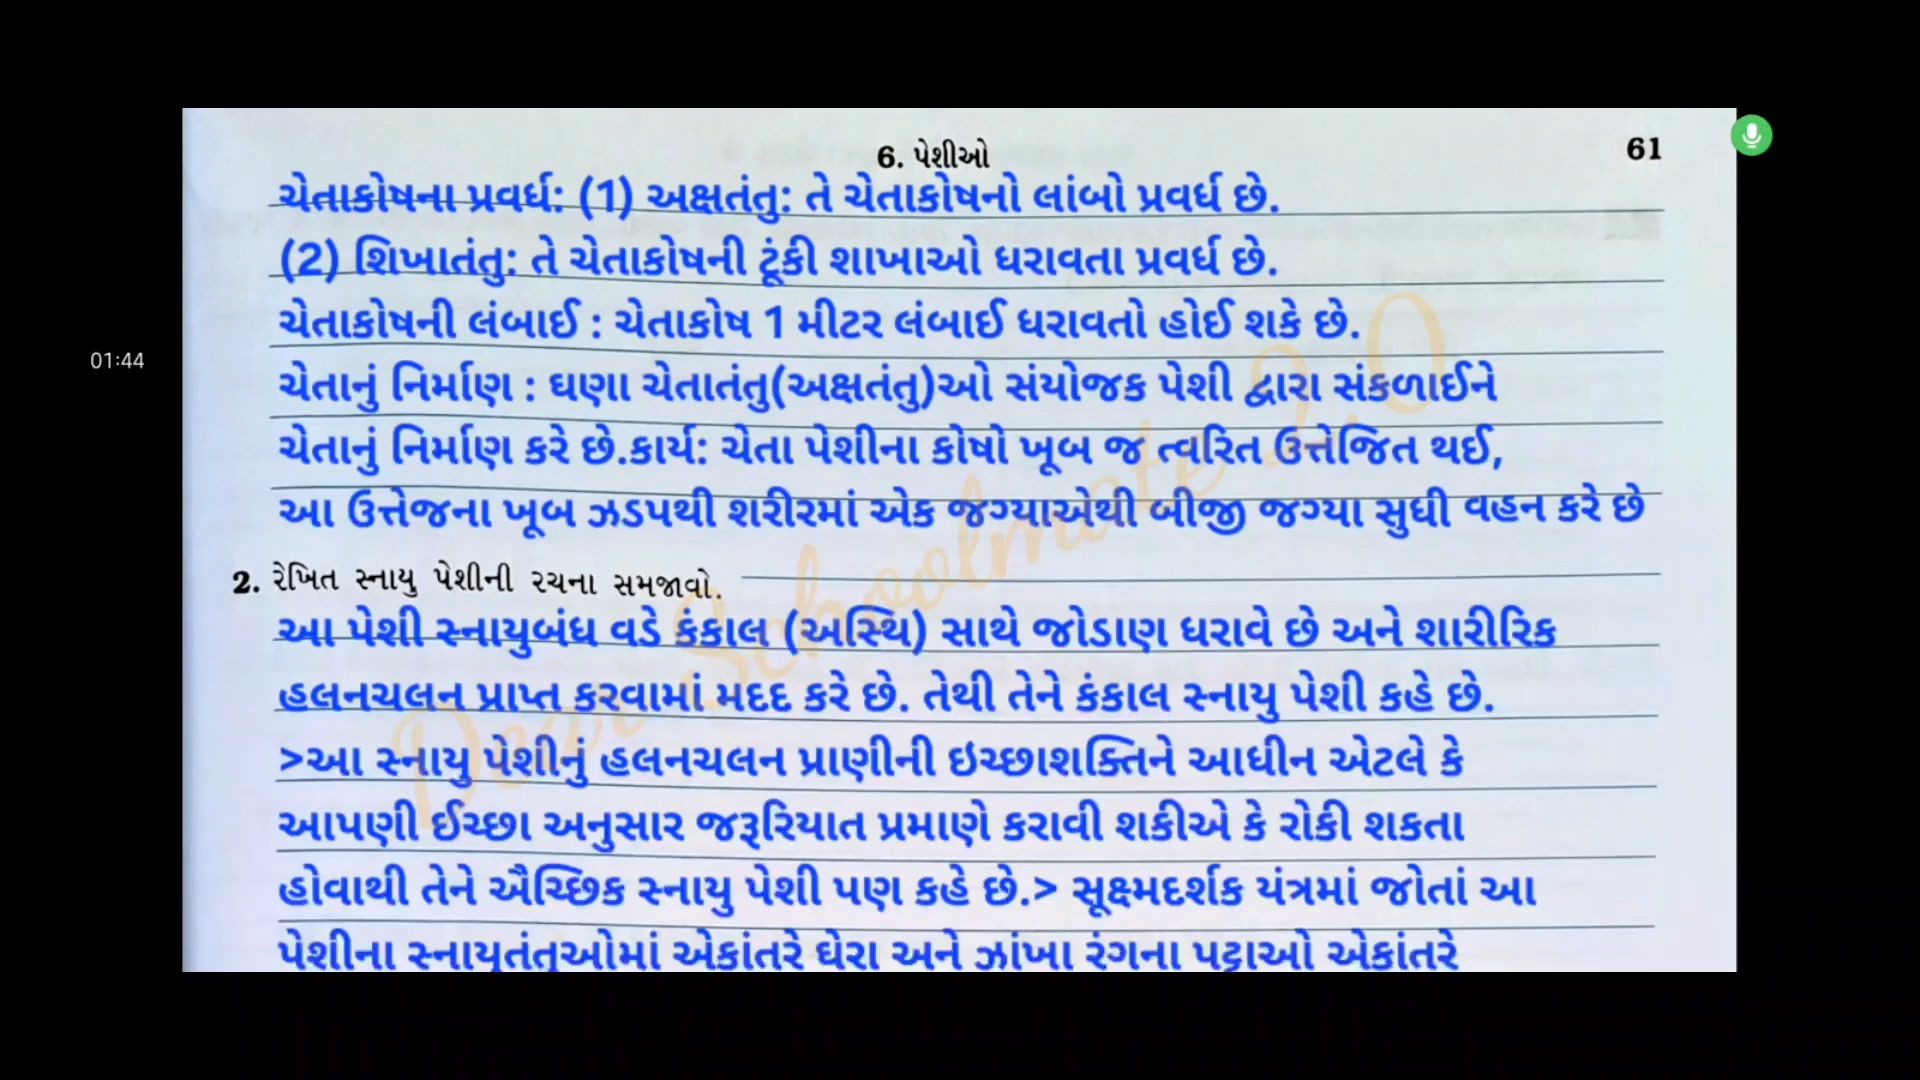 6. પેશીઓ
61
ચેતાકોષના પ્રવર્ધ: (1) અક્ષતંતુ: તે ચેતાકોષનો લાંબો પ્રવર્ધ છે.
(2) શિખાતંતુ: તે ચેતાકોષની ટૂંકી શાખાઓ ધરાવતા પ્રવર્ધ છે.
ચેતાકોષની લંબાઈ : ચેતાકોષ 1 મીટર લંબાઈ ધરાવતો હોઈ શકે છે.
01:44
ચેતાનું નિર્માણ : ઘણા ચેતાતંતુ(અક્ષતંતુ)ઓ સંયોજક પેશી દ્વારા સંકળાઈને
ચેતાનું નિર્માણ કરે છે.કાર્ય: ચેતા પેશીના કોષો ખૂબ જ ત્વરિત ઉત્તેજિત થઈ,
આ ઉત્તેજના ખૂબ ઝડપથી શરીરમાં એક જગ્યાએથી બીજી જગ્યા સુધી વહન કરે છે
2. રેખિત સ્નાયુ પેશીની રચના સમજાવો.
આ પેશી સ્નાયુબંધ વડે કંકાલ (અસ્થિ) સાથે જોડાણ ધરાવે છે અને શારીરિક
હલનચલન પ્રાપ્ત કરવામાં મદદ કરે છે. તેથી તેને કંકાલ સ્નાયુ પેશી કહે છે.
>આ સ્નાયુ પેશીનું હલનચલન પ્રાણીની ઇચ્છાશક્તિને આધીન એટલે કે
આપણી ઈચ્છા અનુસાર જરૂરિયાત પ્રમાણે કરાવી શકીએ કે રોકી શકતા
હોવાથી તેને ઐચ્છિક સ્નાયુ પેશી પણ કહે છે.> સૂક્ષ્મદર્શક યંત્રમાં જોતાં આ
પેશીના સ્નાયુતંતુઓમાં એકાંતરે ઘેરા અને ઝાંખા રંગના પટ્ટાઓ એકાંતરે
Dear Schoolmate 2.0